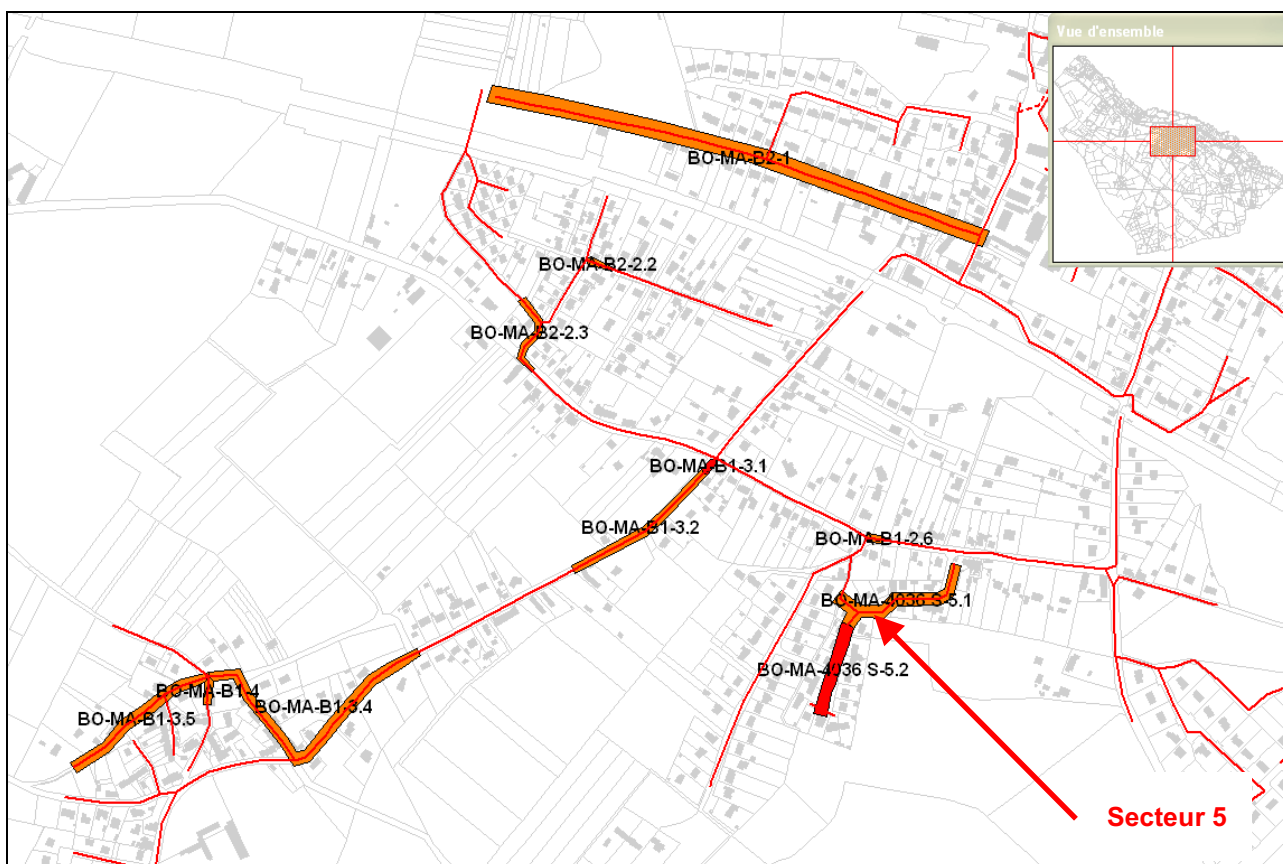 Vue d'ensemble
BO-MA-B2-1
BO-MA-B2-2.2
BO-MA-B2-2.3
BO-MA-B1-3.1
BO-MA-B1-3.2
BO-MA-B1-2.6
BO-MA-4036 S-5.1
BO-MA-4036 S-5.2
BO-MA-B1-4
BO-MA-B1-3.4
BO-MA-B1-3.5
Secteur 5